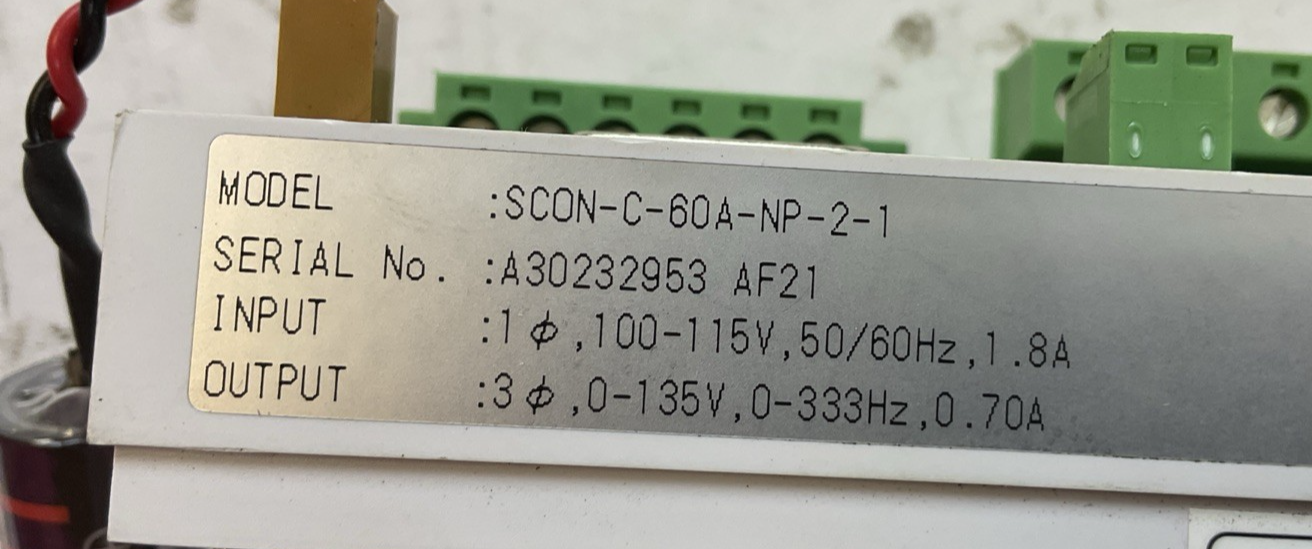 MODEL :SCON-C-60A-NP-2-1
SERIAL No. :A30232953 AF21
INPUT :1ϕ,100-115V,50/60Hz,1.8A
OUTPUT :3ϕ,0-135V,0-333Hz,0.70A